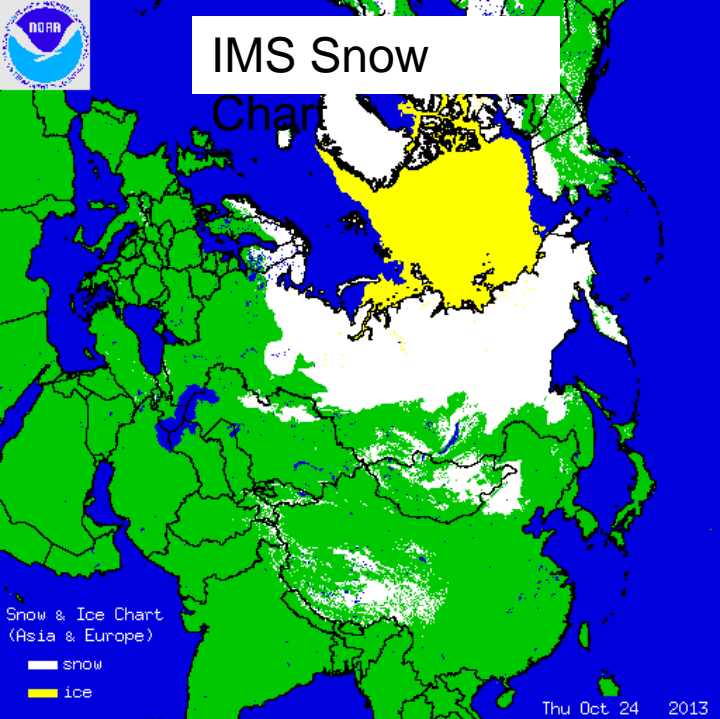 NOAA
IMS Snow
Chart
Snow & Ice Chart
(Asia & Europe)
snow
ice
Thu Oct 24 2013